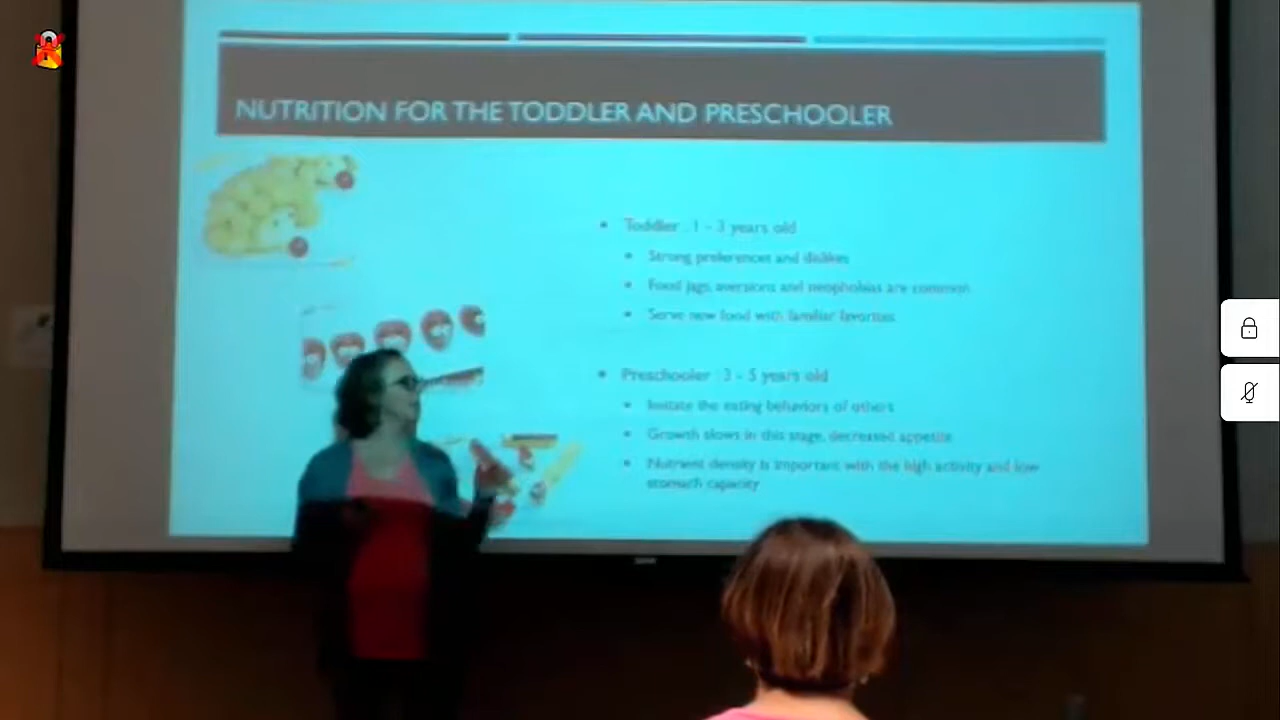 NUTRITION FOR THE TODDLER AND PRESCHOOLER
Toddler : 1 - 3 years old
Strong preferences and dislikes
Food jags, aversions and neophobias are common
Serve new food with familiar favorites
Preschooler : 3 - 5 years old
Imitate the eating behaviors of others
Growth slows in this stage, decreased appetite
Nutrient density is important with the high activity and low
stomach capacity